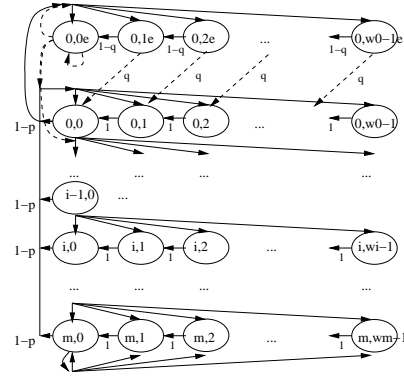 0,0e 0,1e 0,2e ... 0,w0−1e
1−q 1−q 1−q
q q q q
0,0 0,1 0,2 ... 0,w0−1
1−p 1 1 1
... ... ... ...
i−1,0 ...
1−p
i,0 i,1 i,2 ... i,wi−1
1−p 1 1 1
... ... ... ...
m,0 m,1 m,2 ... m,wm−1
1−p 1 1 1